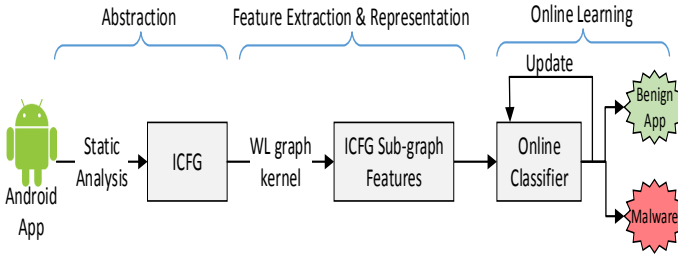 Abstraction
Feature Extraction & Representation
Online Learning
Android
App
Static
Analysis
ICFG
WL graph
kernel
ICFG Sub-graph
Features
Update
Online
Classifier
Benign
App
Malware